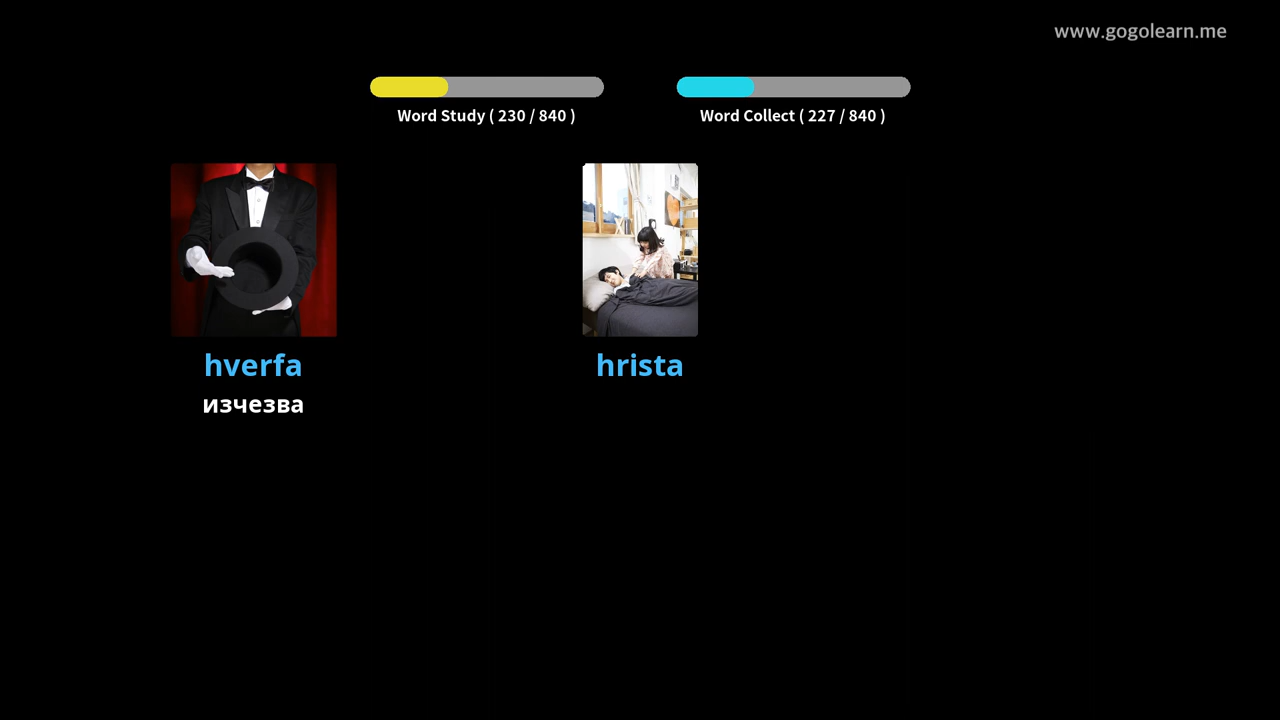 www.gogolearn.me
Word Study ( 230 / 840 )
Word Collect ( 227 / 840 )
hverfa
hrista
изчезва